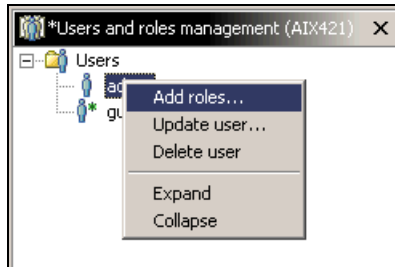 *Users and roles management (AIX421)
Users
Add roles...
Update user...
Delete user
Expand
Collapse